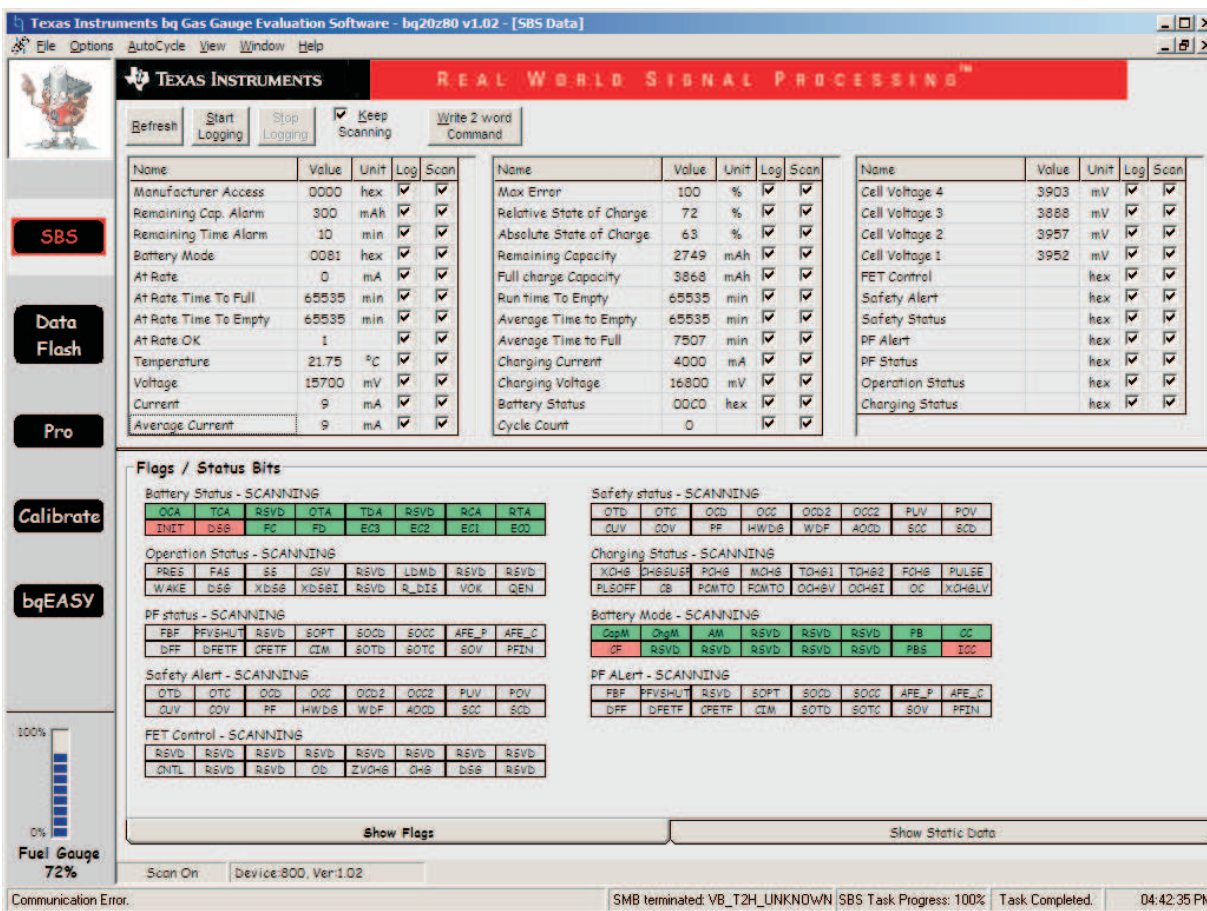 Texas Instruments bq Gas Gauge Evaluation Software - bq20z80 v1.02 - [SBS Data]
File Options AutoCycle View Window Help
TEXAS INSTRUMENTS
REAL WORLD SIGNAL PROCESSING™
Refresh
Start Logging
Stop Logging
Keep Scanning
Write 2 word Command
Name Value Unit Log Scan
Manufacturer Access 0000 hex
Remaining Cap. Alarm 300 mAh
Remaining Time Alarm 10 min
Battery Mode 0081 hex
At Rate 0 mA
At Rate Time To Full 65535 min
At Rate Time To Empty 65535 min
At Rate OK 1
Temperature 21.75 °C
Voltage 15700 mV
Current 9 mA
Average Current 9 mA
Name Value Unit Log Scan
Max Error 100 %
Relative State of Charge 72 %
Absolute State of Charge 63 %
Remaining Capacity 2749 mAh
Full charge Capacity 3868 mAh
Run time To Empty 65535 min
Average Time to Empty 65535 min
Average Time to Full 7507 min
Charging Current 4000 mA
Charging Voltage 16800 mV
Battery Status 00C0 hex
Cycle Count 0
Name Value Unit Log Scan
Cell Voltage 4 3903 mV
Cell Voltage 3 3888 mV
Cell Voltage 2 3957 mV
Cell Voltage 1 3952 mV
FET Control hex
Safety Alert hex
Safety Status hex
PF Alert hex
PF Status hex
Operation Status hex
Charging Status hex
SBS
Data Flash
Pro
Calibrate
bqEASY
100%
0%
Fuel Gauge
72%
Flags / Status Bits
Battery Status - SCANNING
OCA TCA RSVD OTA TDA RSVD RCA RTA
INIT DSG FC FD EC3 EC2 EC1 EC0
Operation Status - SCANNING
PRES FAS SS CSV RSVD LDMD RSVD RSVD
WAKE DSG XDSG XDSGI RSVD R_DIS VOK QEN
PF status - SCANNING
FBF PFVSHUT RSVD SOPT SOCD SOCC AFE_P AFE_C
DFF DFETF CFETF CIM SOTD SOTC SOV PFIN
Safety Alert - SCANNING
OTD OTC OCD OCC OCD2 OCC2 PUV POV
CUV COV PF HWDG WDF AOCD SCC SCD
FET Control - SCANNING
RSVD RSVD RSVD RSVD RSVD RSVD RSVD RSVD
CNTL RSVD RSVD OD ZVCHG CHG DSG RSVD
Safety status - SCANNING
OTD OTC OCD OCC OCD2 OCC2 PUV POV
CUV COV PF HWDG WDF AOCD SCC SCD
Charging Status - SCANNING
XCHG CHGSUSP PCHG MCHG TCHG1 TCHG2 FCHG PULSE
PLSOFF CB PCMTO FCMTO OCHGV OCHGI OC XCHGLV
Battery Mode - SCANNING
CapM ChgM AM RSVD RSVD RSVD PB CC
CF RSVD RSVD RSVD RSVD RSVD PBS ICC
PF ALert - SCANNING
FBF PFVSHUT RSVD SOPT SOCD SOCC AFE_P AFE_C
DFF DFETF CFETF CIM SOTD SOTC SOV PFIN
Show Flags
Show Static Data
Scan On Device:800, Ver:1.02
Communication Error. SMB terminated: VB_T2H_UNKNOWN SBS Task Progress: 100% Task Completed. 04:42:35 PM